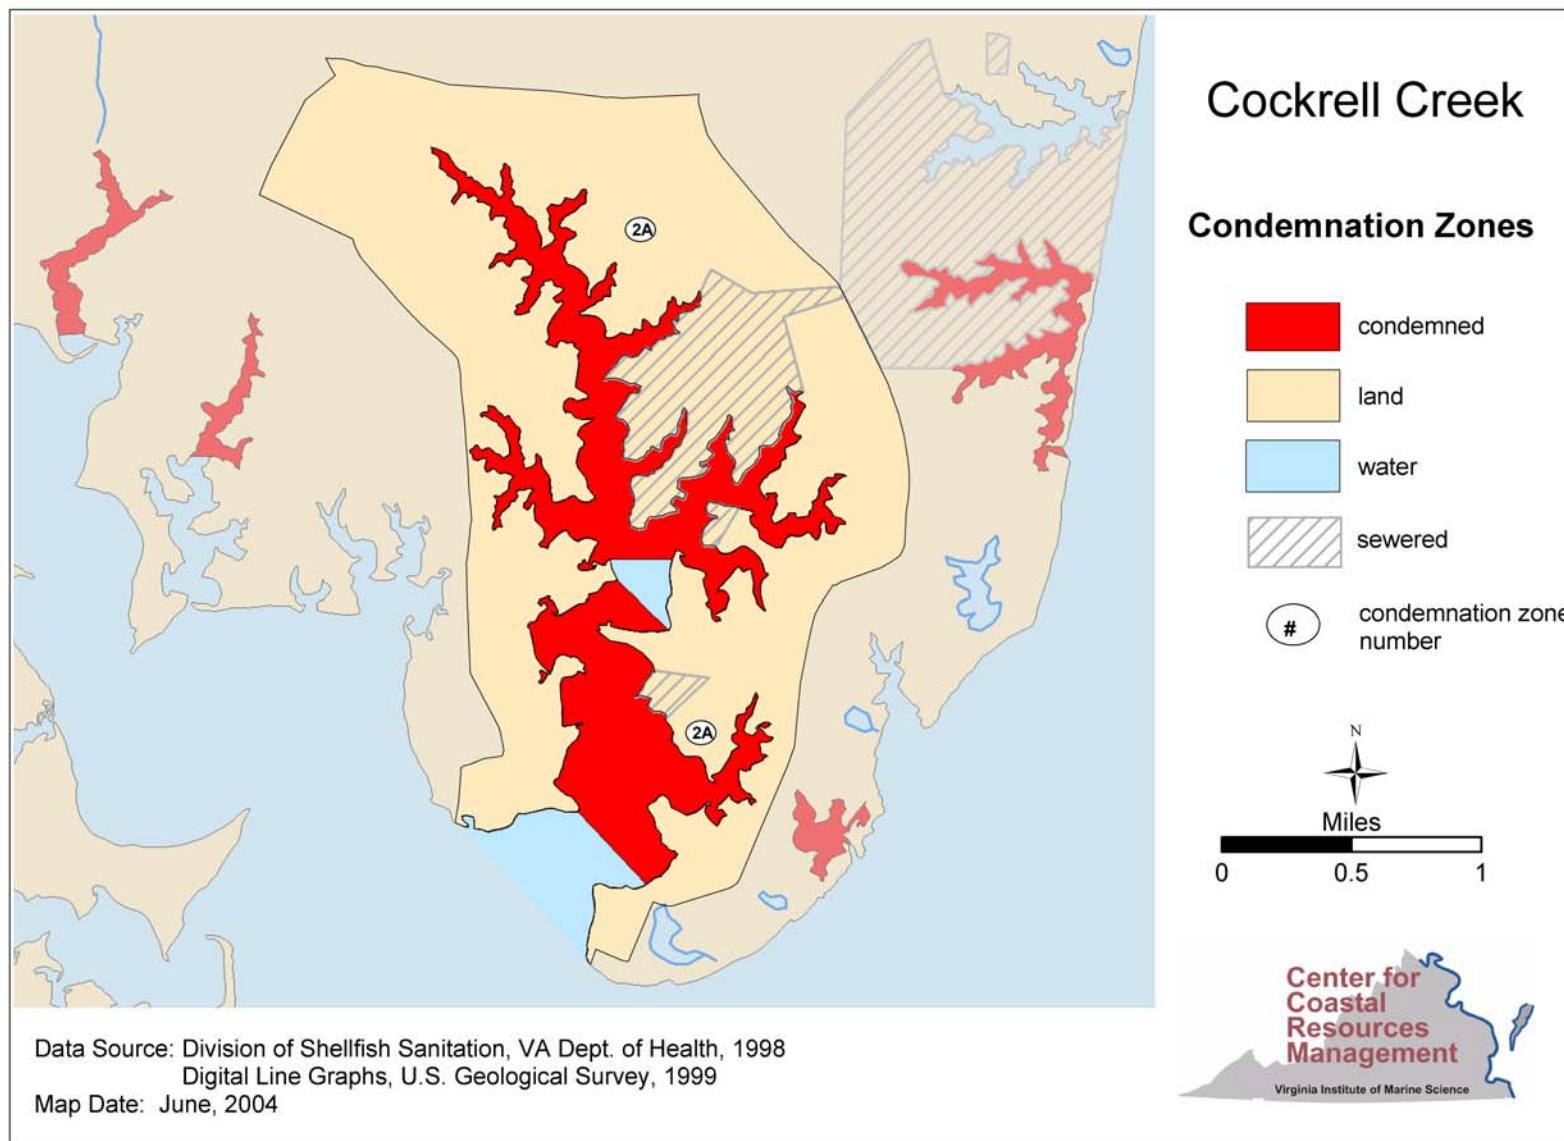 Cockrell Creek
Condemnation Zones
condemned
land
water
sewered
#
condemnation zone
number
2A
2A
N
Miles
0 0.5 1
Center for
Coastal
Resources
Management
Virginia Institute of Marine Science
Data Source: Division of Shellfish Sanitation, VA Dept. of Health, 1998
Digital Line Graphs, U.S. Geological Survey, 1999
Map Date: June, 2004